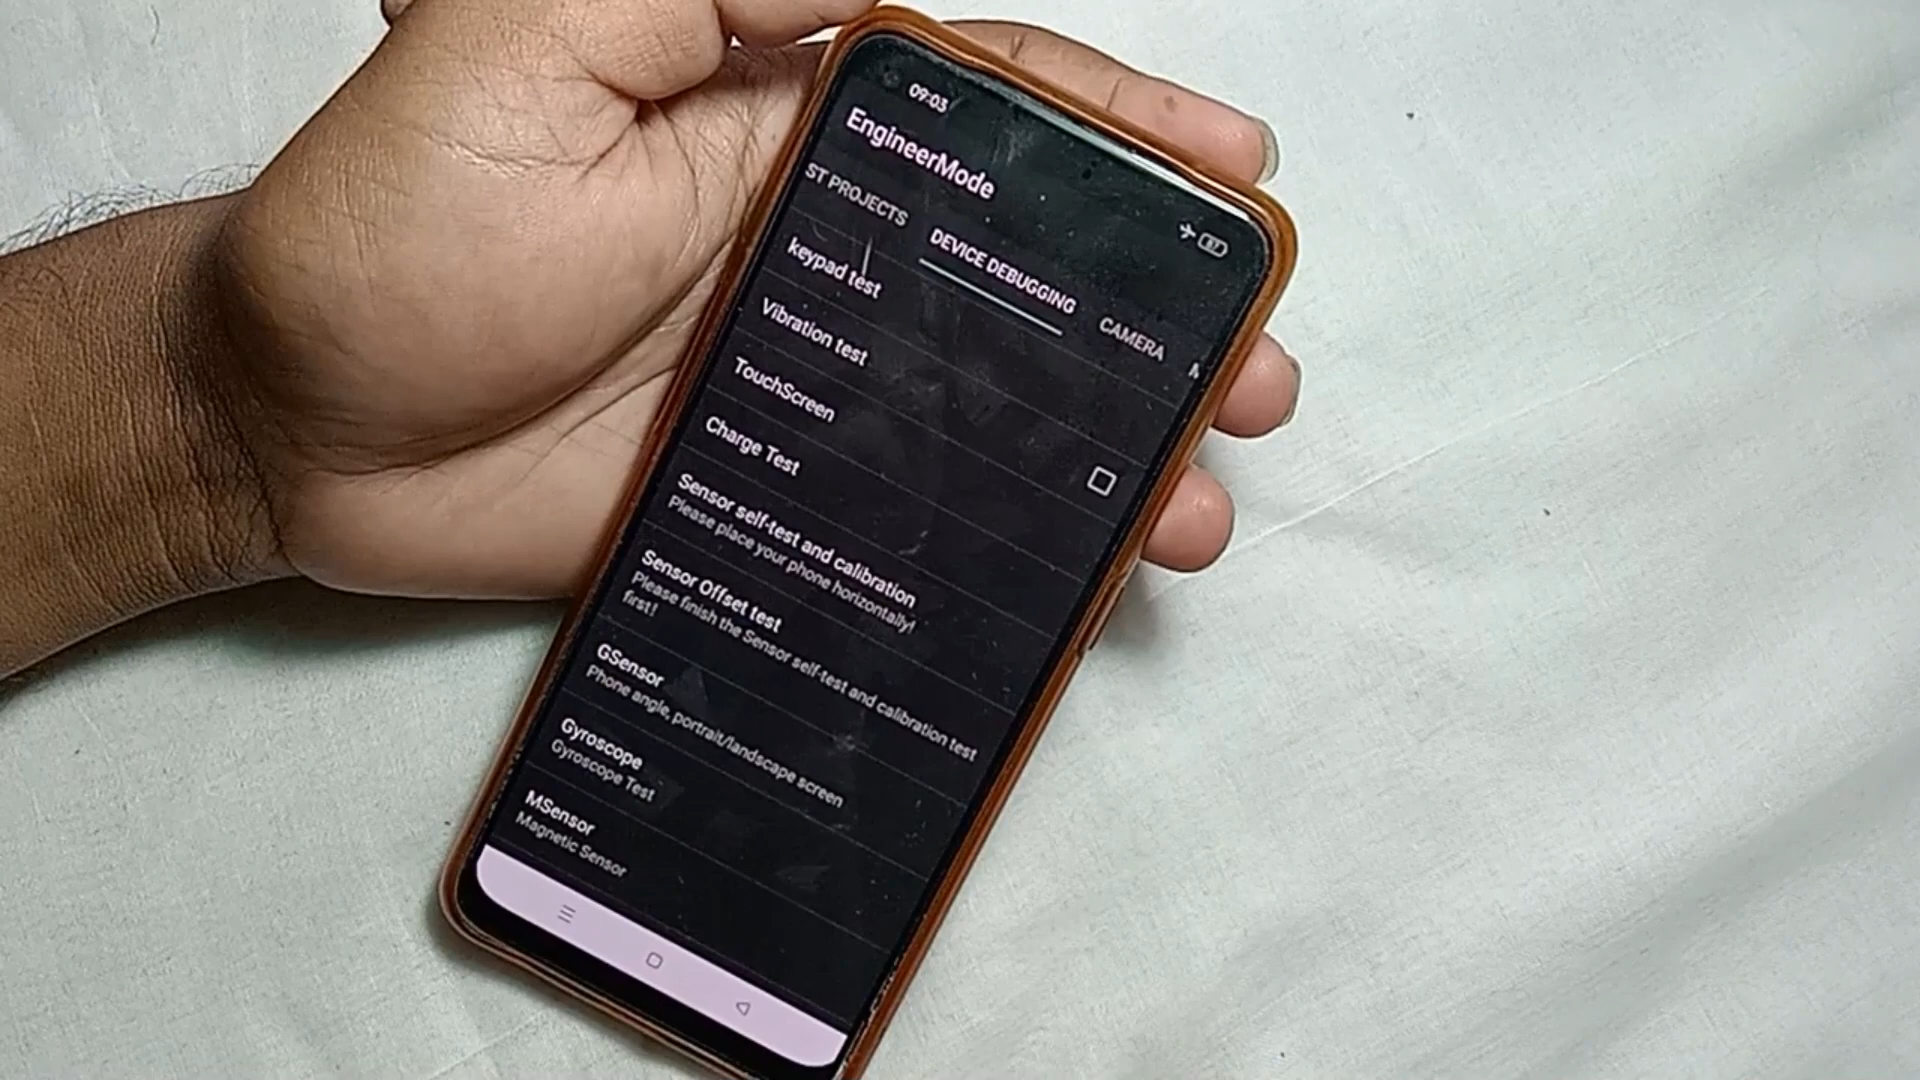 09:03
87
EngineerMode
ST PROJECTS
DEVICE DEBUGGING
CAMERA
keypad test
Vibration test
TouchScreen
Charge Test
Sensor self-test and calibration
Please place your phone horizontally!
Sensor Offset test
Please finish the Sensor self-test and calibration test
first!
GSensor
Phone angle, portrait/landscape screen
Gyroscope
Gyroscope Test
MSensor
Magnetic Sensor